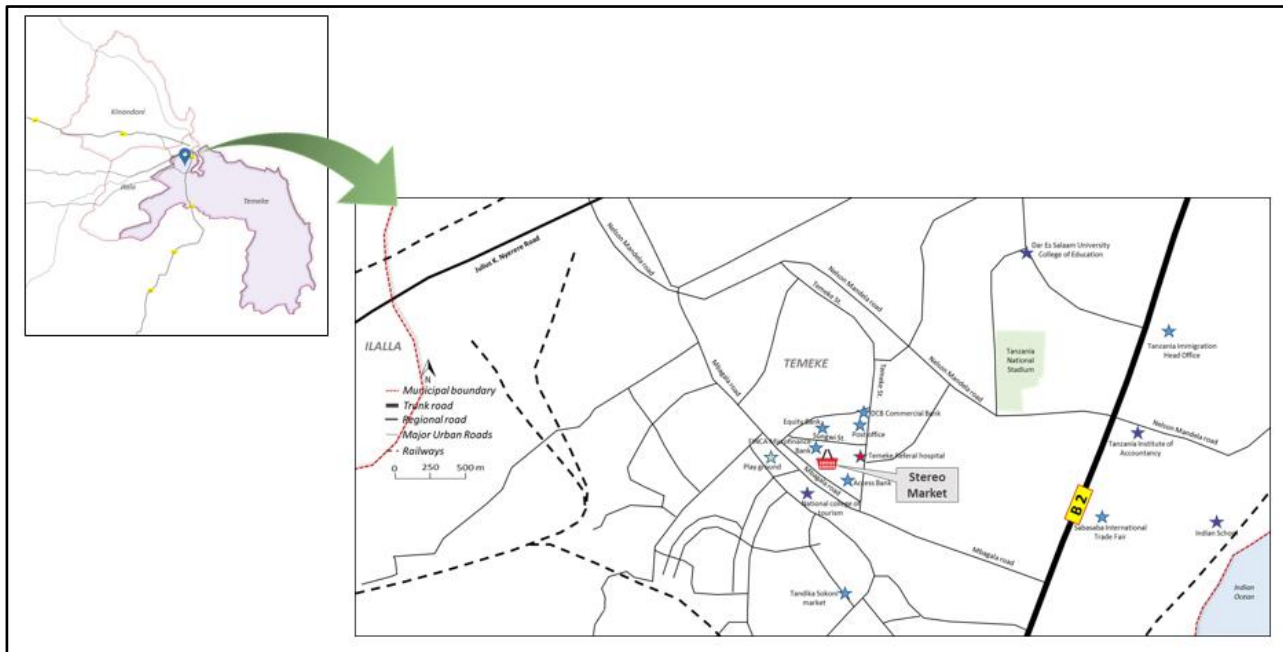 Kinondoni
Ilala
Temeke
Nelson Mandela road
Julius K. Nyerere Road
Dar Es Salaam University
College of Education
Nelson Mandela road
Temeke St.
ILALLA
N
Municipal boundary
Trunk road
Regional road
Major Urban Roads
Railways
0 250 500 m
TEMEKE
Mbagala road
Temeke St.
Nelson Mandela road
Tanzania
National
Stadium
Tanzania Immigration
Head Office
DCB Commercial Bank
Equity Bank
Post office
Microfinance
Bank
Temeke Referal hospital
Play ground
Stereo
Market
Access Bank
Mbagala road
National college of
tourism
Nelson Mandela road
Tanzania Institute of
Accountancy
B 2
Sabasaba International
Trade Fair
Indian School
Mbagala road
Tandika Sokoni
market
Indian
Ocean